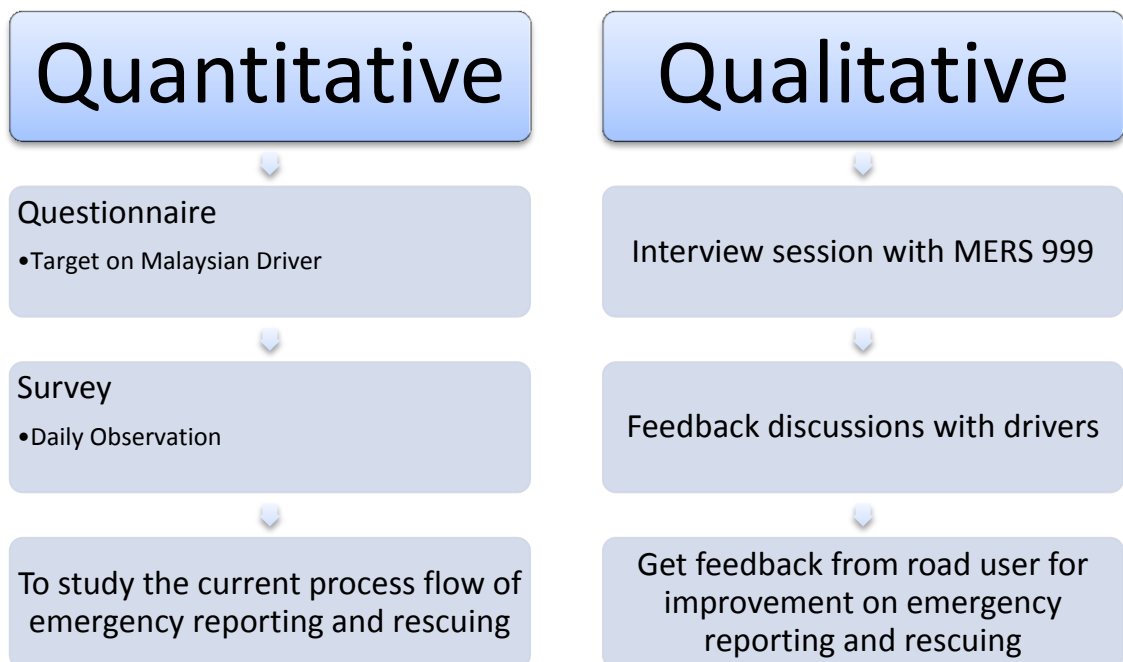 Quantitative
Questionnaire
•Target on Malaysian Driver
Survey
•Daily Observation
To study the current process flow of
emergency reporting and rescuing
Qualitative
Interview session with MERS 999
Feedback discussions with drivers
Get feedback from road user for
improvement on emergency
reporting and rescuing